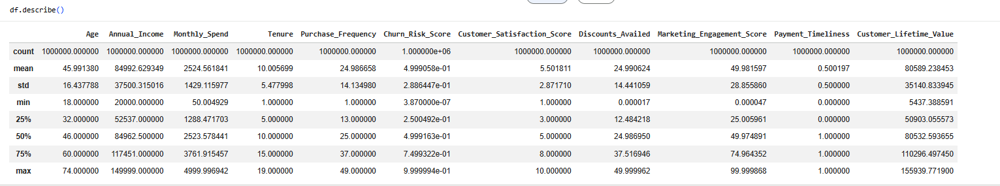 df.describe()
Age Annual_Income Monthly_Spend Tenure Purchase_Frequency Churn_Risk_Score Customer_Satisfaction_Score Discounts_Availed Marketing_Engagement_Score Payment_Timeliness Customer_Lifetime_Value
count 1000000.000000 1000000.000000 1000000.000000 1000000.000000 1000000.000000 1.000000e+06 1000000.000000 1000000.000000 1000000.000000 1000000.000000 1000000.000000
mean 45.991380 84992.629349 2524.561841 10.005699 24.986658 4.999058e-01 5.501811 24.990624 49.981597 0.500197 80589.238453
std 16.437788 37500.315016 1429.115977 5.477998 14.134980 2.886447e-01 2.871710 14.441059 28.855860 0.500000 35140.833945
min 18.000000 20000.000000 50.004929 1.000000 1.000000 3.870000e-07 1.000000 0.000017 0.000047 0.000000 5437.388591
25% 32.000000 52537.000000 1288.471703 5.000000 13.000000 2.500492e-01 3.000000 12.484218 25.005961 0.000000 50903.055573
50% 46.000000 84962.500000 2523.578441 10.000000 25.000000 4.999163e-01 5.000000 24.986950 49.974891 1.000000 80532.593655
75% 60.000000 117451.000000 3761.915457 15.000000 37.000000 7.499322e-01 8.000000 37.516946 74.964352 1.000000 110296.497450
max 74.000000 149999.000000 4999.996942 19.000000 49.000000 9.999994e-01 10.000000 49.999962 99.999868 1.000000 155939.771900